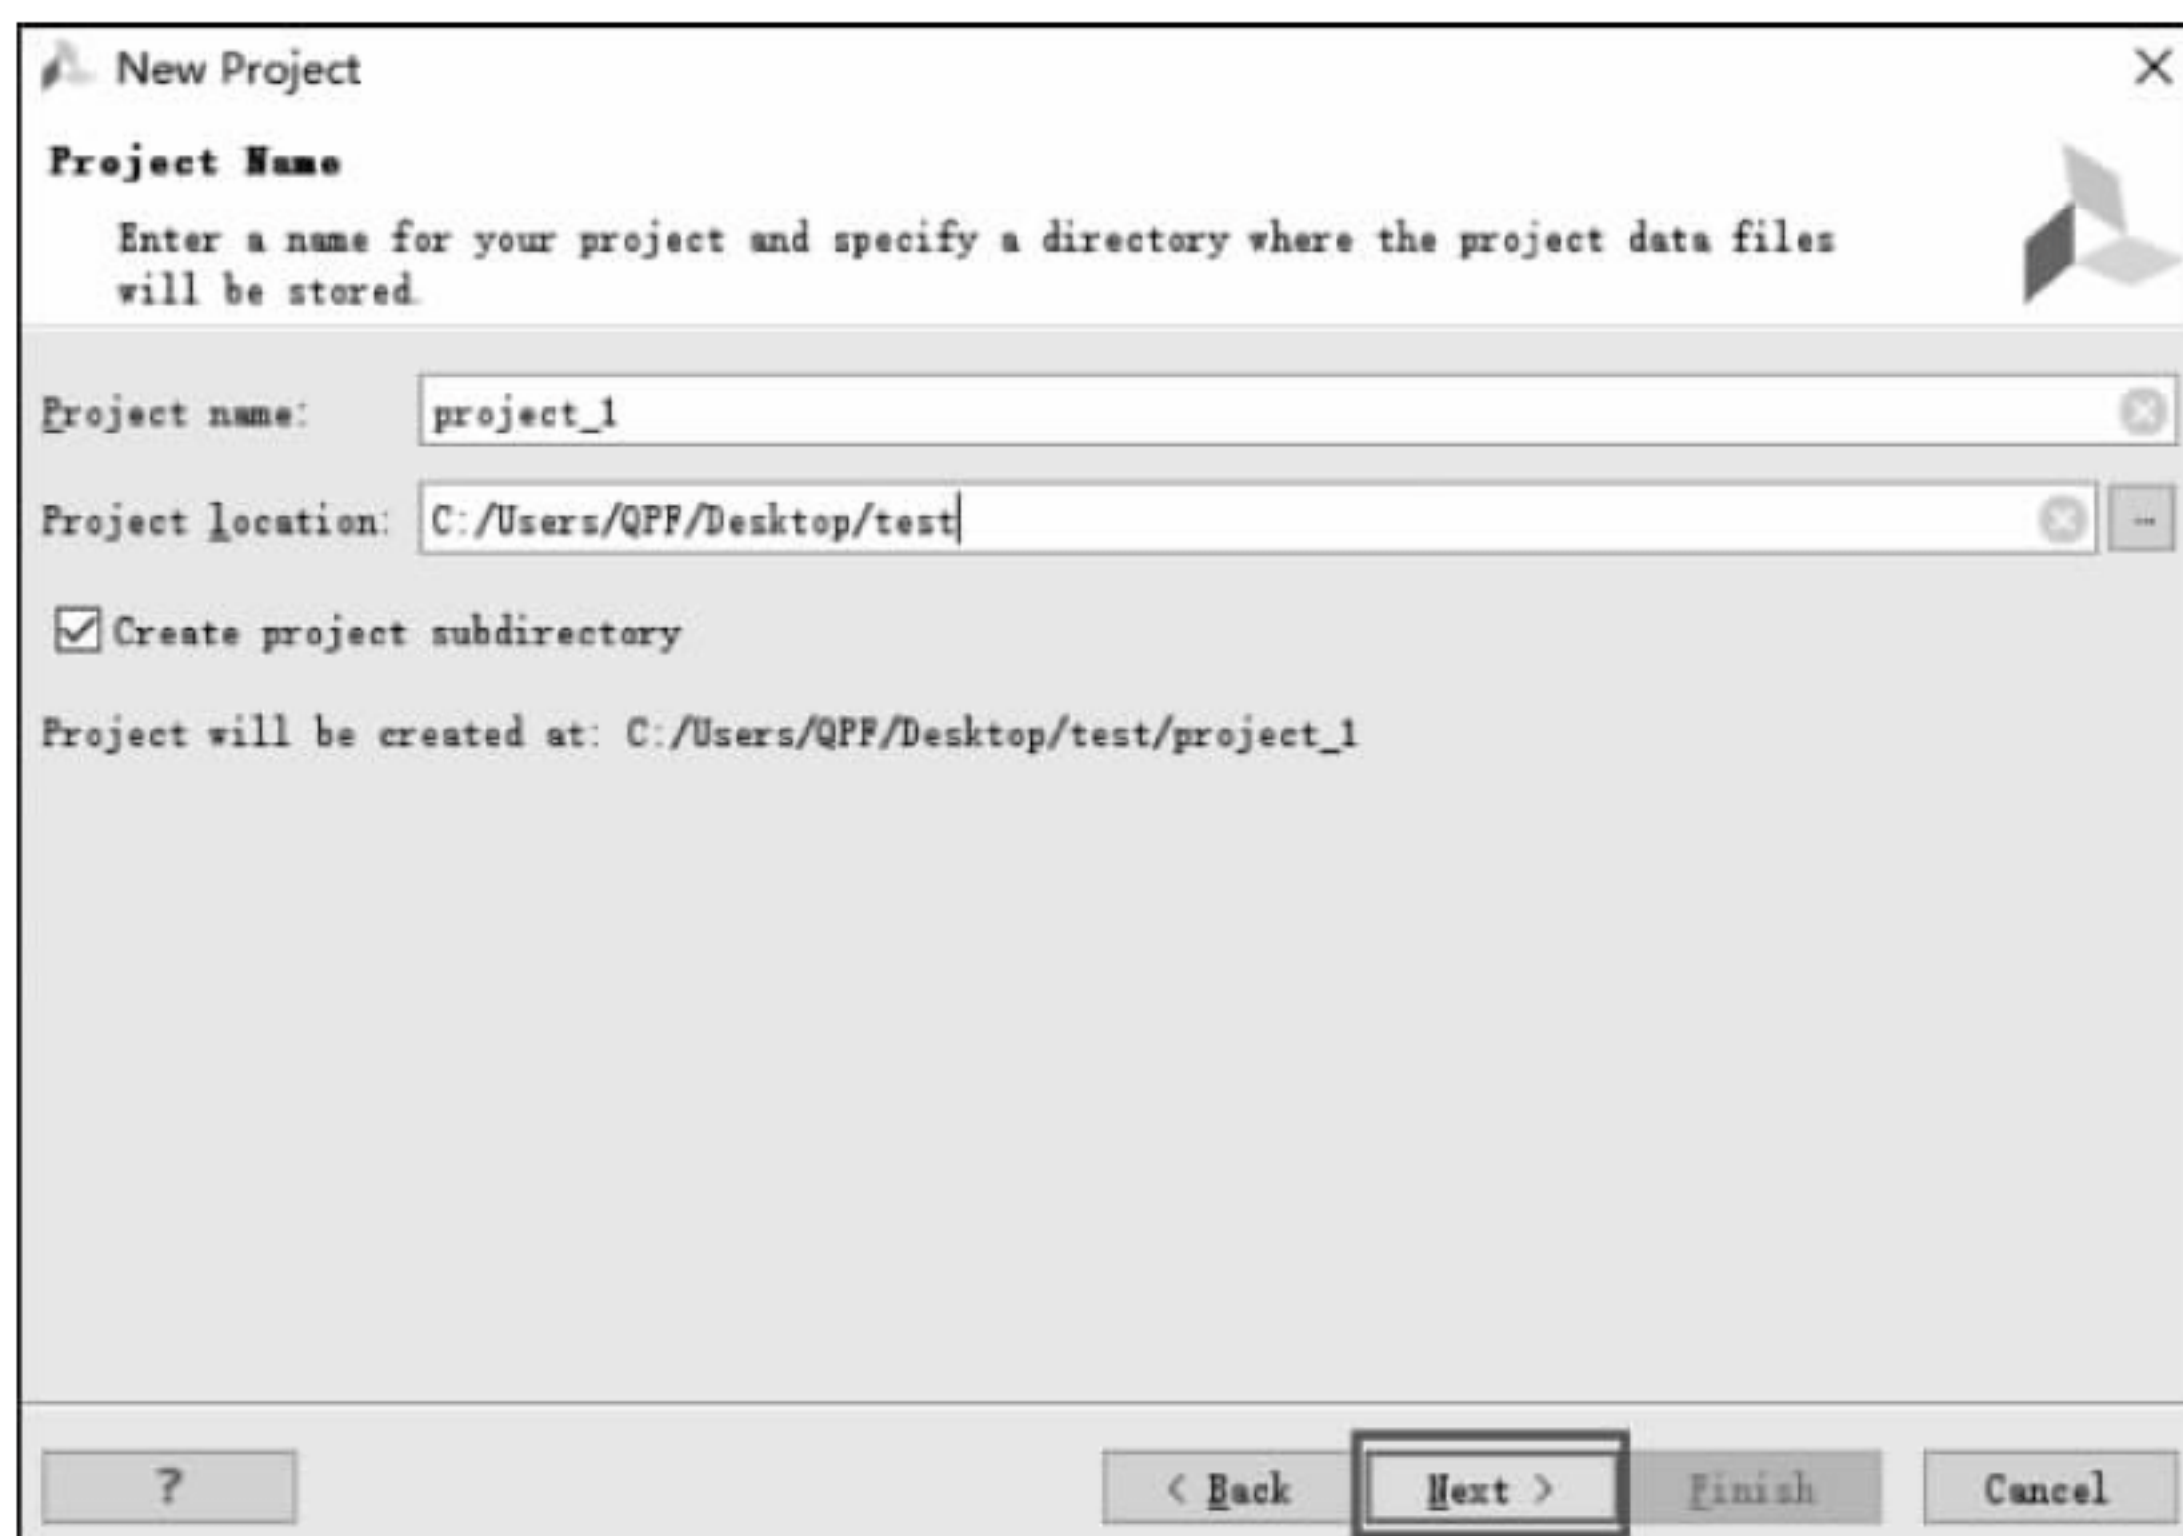 New Project
Project Name
Enter a name for your project and specify a directory where the project data files
will be stored.
Project name: project_1
Project location: C:/Users/QPF/Desktop/test ...
Create project subdirectory
Project will be created at: C:/Users/QPF/Desktop/test/project_1
? < Back Next > Finish Cancel